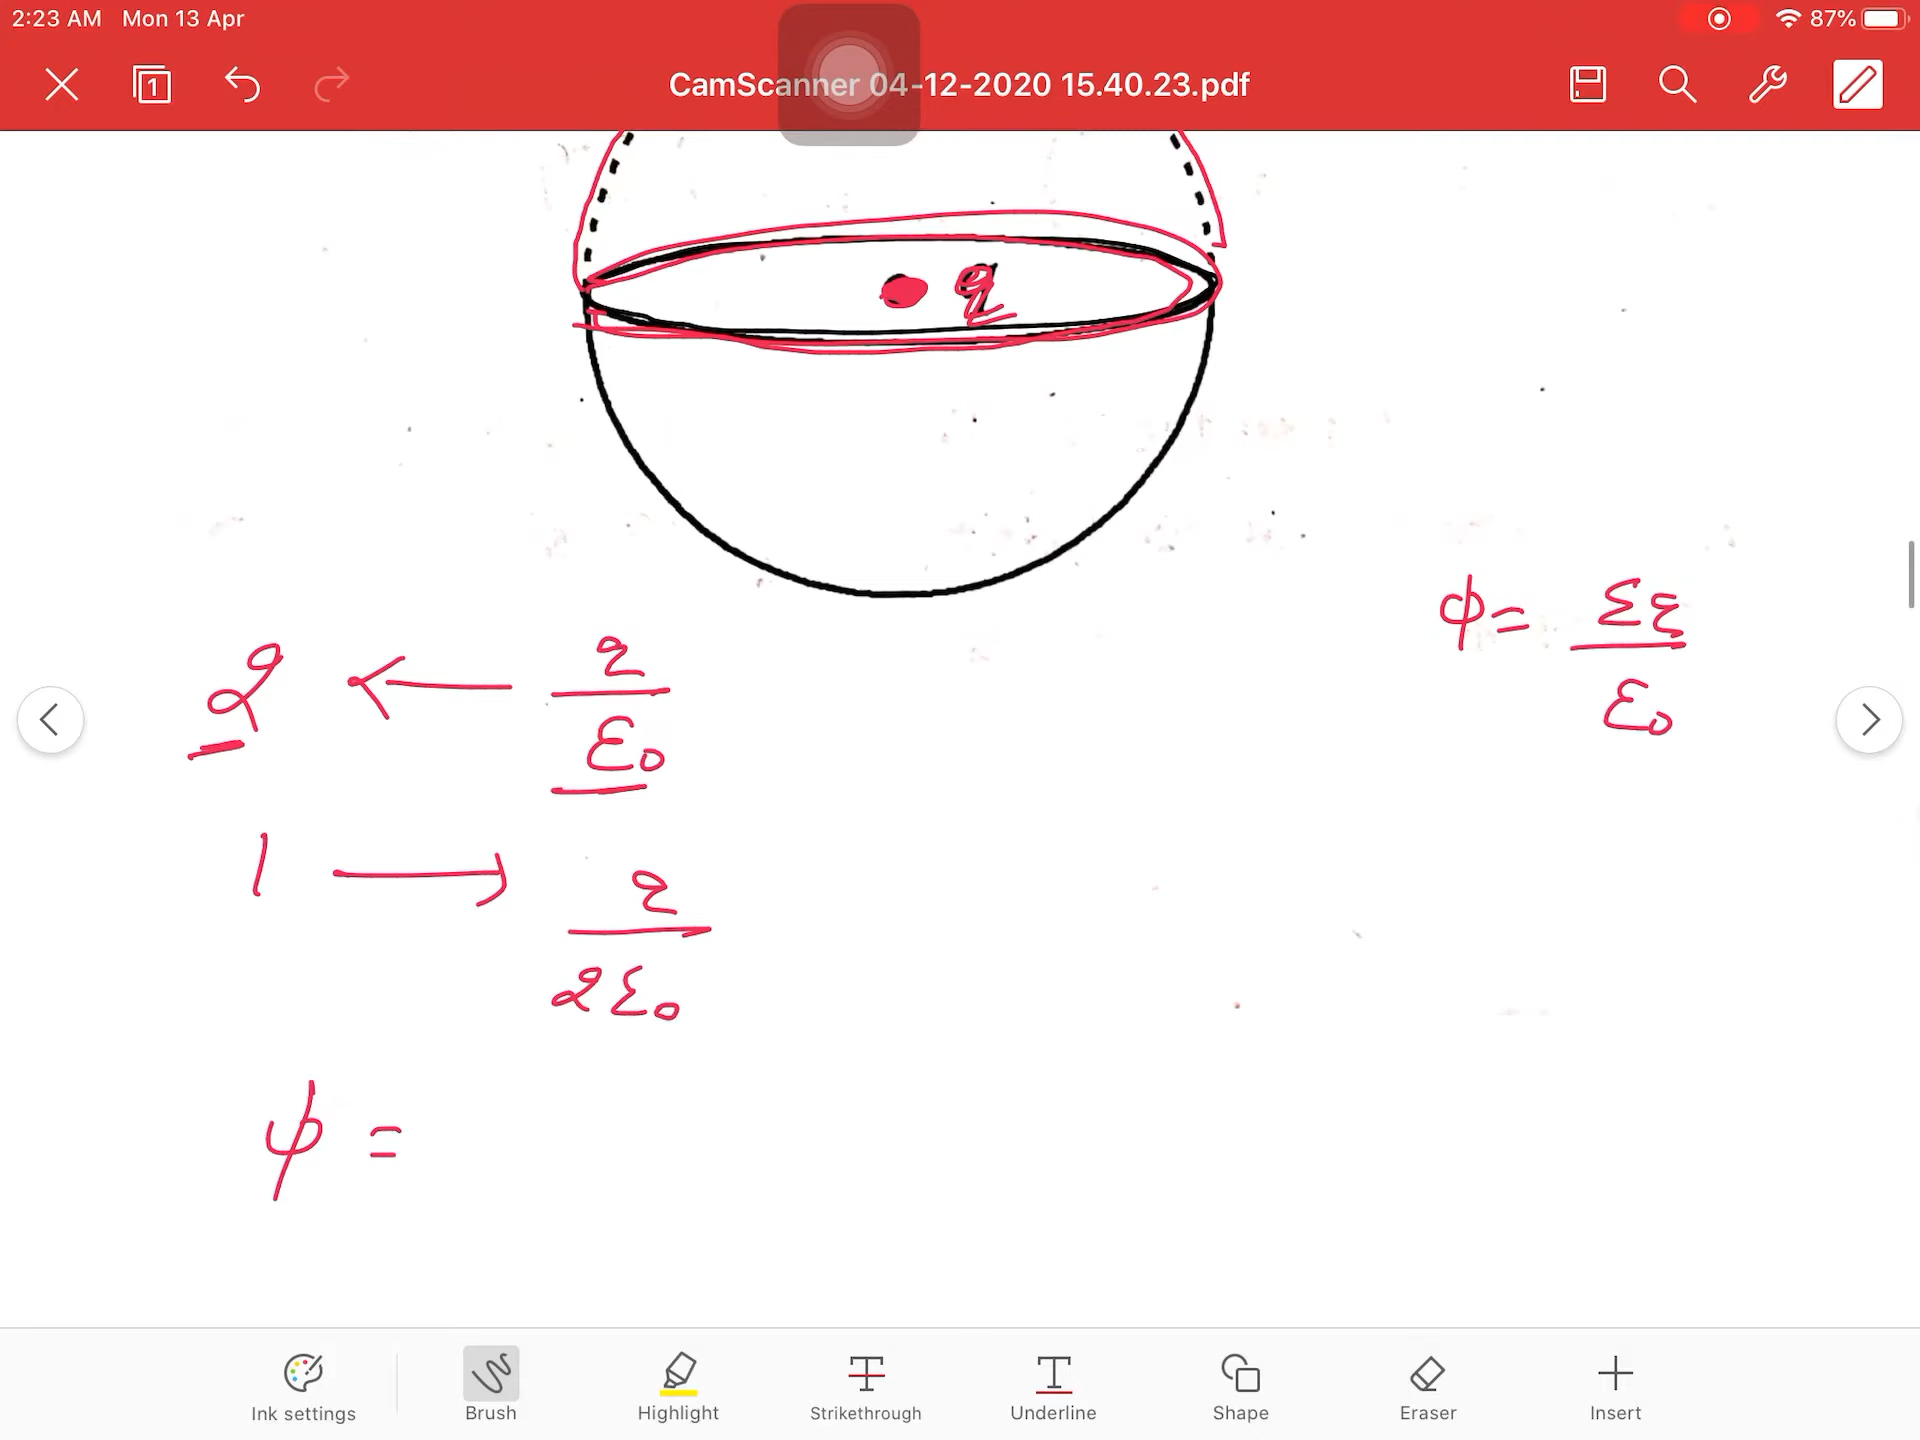 2:23 AM Mon 13 Apr 87%
1 CamScanner 04-12-2020 15.40.23.pdf
q
ϕ = Σq / ε₀
2 ← q / ε₀
1 → q / 2ε₀
ϕ =
Ink settings Brush Highlight Strikethrough Underline Shape Eraser Insert